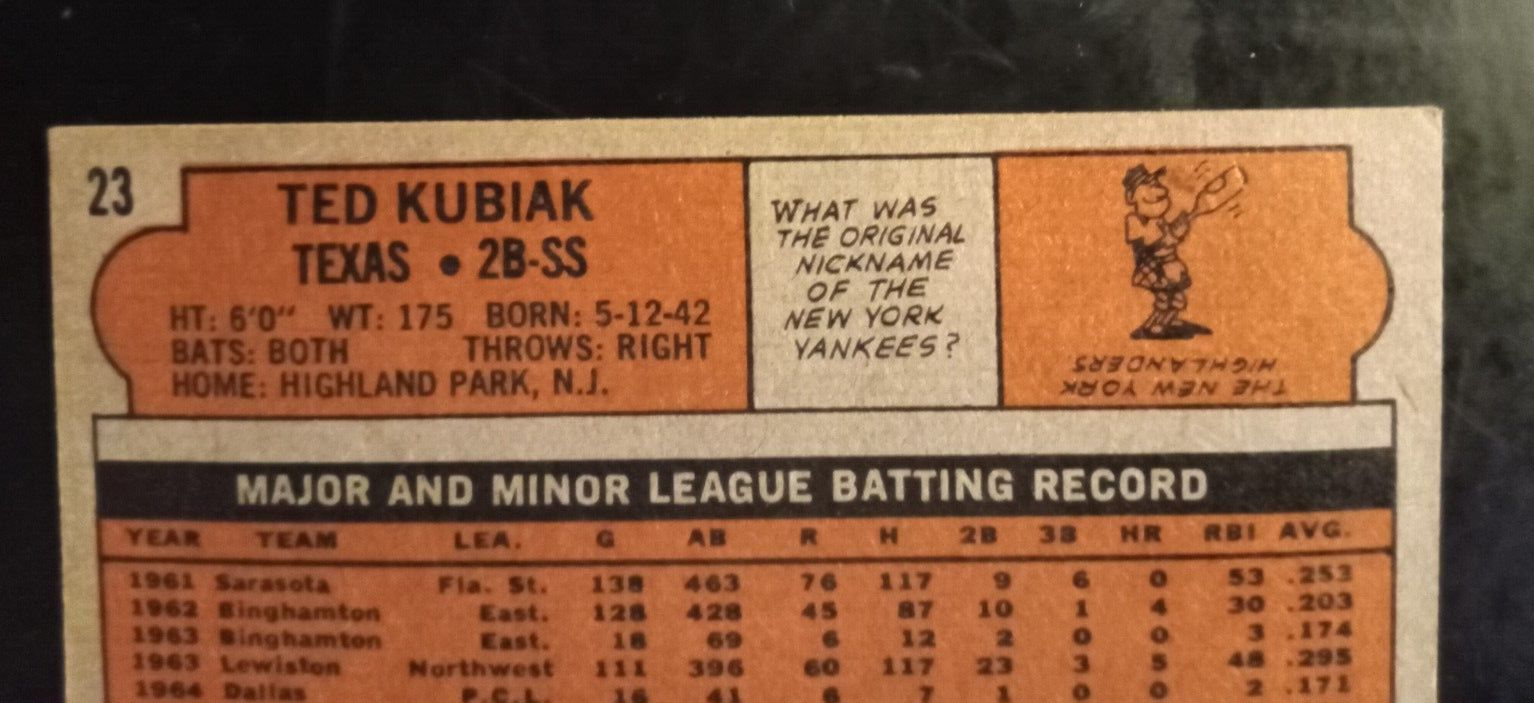 23
TED KUBIAK
TEXAS • 2B-SS
HT: 6'0" WT: 175 BORN: 5-12-42
BATS: BOTH THROWS: RIGHT
HOME: HIGHLAND PARK, N.J.
WHAT WAS
THE ORIGINAL
NICKNAME
OF THE
NEW YORK
YANKEES?
THE NEW YORK
HIGHLANDERS
MAJOR AND MINOR LEAGUE BATTING RECORD
YEAR TEAM LEA. G AB R H 2B 3B HR RBI AVG.
1961 Sarasota Fla. St. 138 463 76 117 9 6 0 53 .253
1962 Binghamton East. 128 428 45 87 10 1 4 30 .203
1963 Binghamton East. 18 69 6 12 2 0 0 3 .174
1963 Lewiston Northwest 111 396 60 117 23 3 5 48 .295
1964 Dallas P.C.L. 16 41 6 7 1 0 0 2 .171